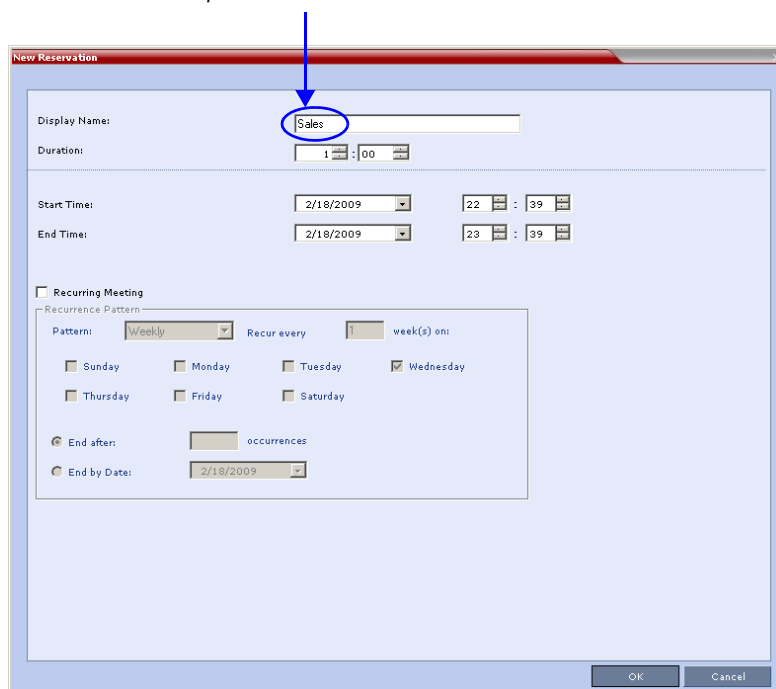 New Reservation
Display Name: Sales
Duration: 1 : 00
Start Time: 2/18/2009 22 : 39
End Time: 2/18/2009 23 : 39
Recurring Meeting
Recurrence Pattern
Pattern: Weekly Recur every 1 week(s) on:
Sunday Monday Tuesday Wednesday
Thursday Friday Saturday
End after: occurrences
End by Date: 2/18/2009
OK Cancel